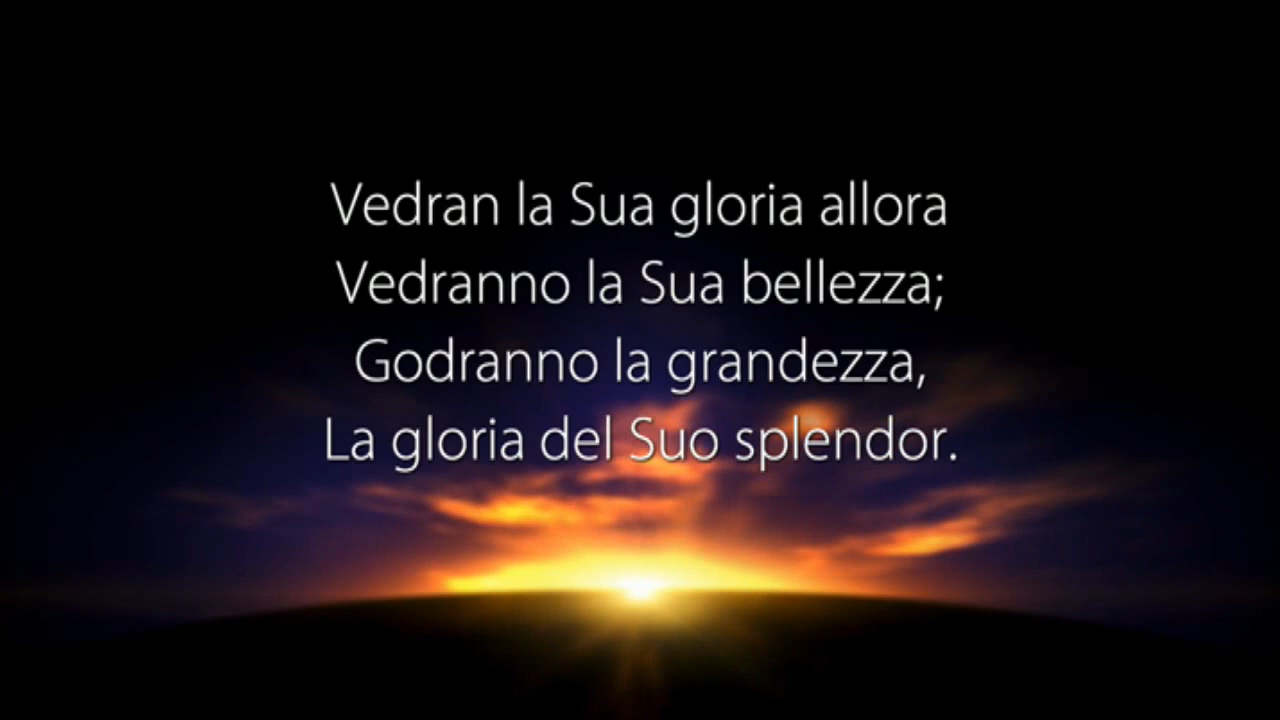 Vedran la Sua gloria allora
Vedranno la Sua bellezza;
Godranno la grandezza,
La gloria del Suo splendor.